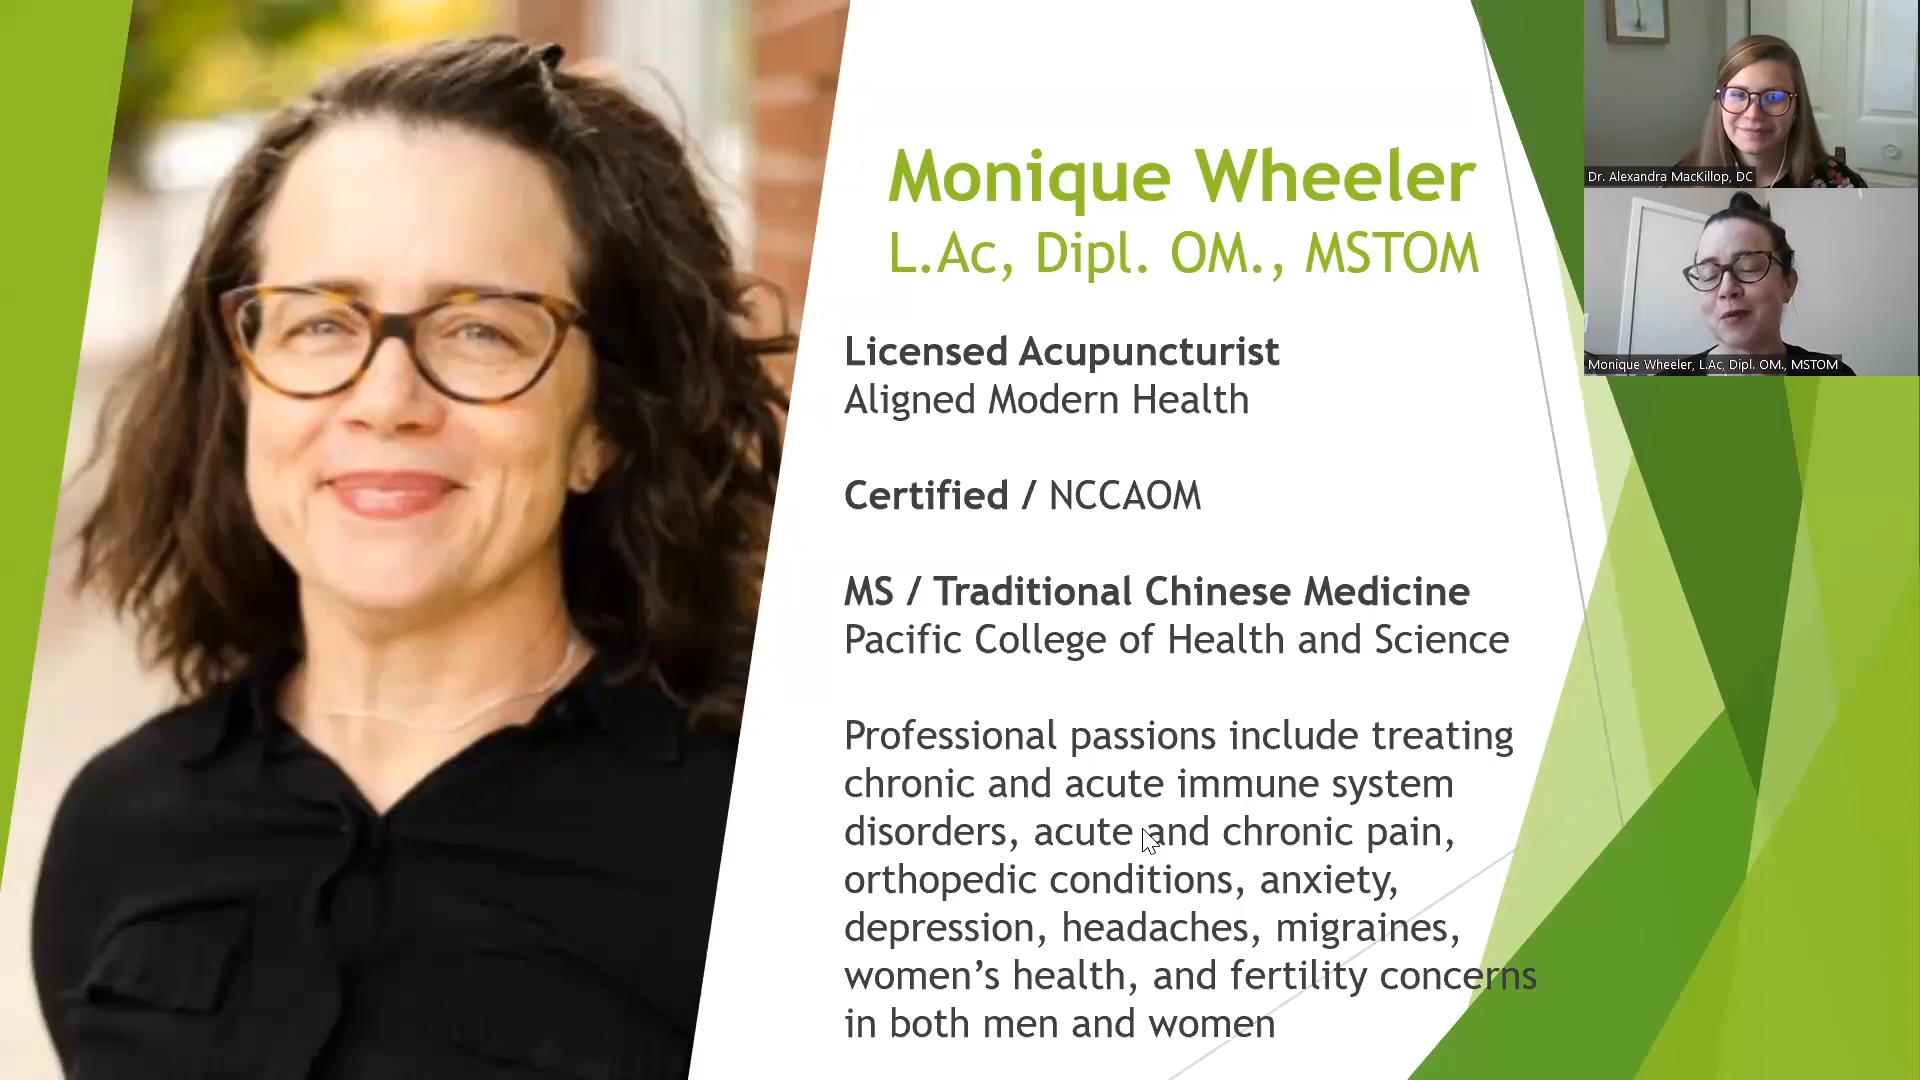 Monique Wheeler
L.Ac, Dipl. OM., MSTOM
Licensed Acupuncturist
Aligned Modern Health
Certified / NCCAOM
MS / Traditional Chinese Medicine
Pacific College of Health and Science
Professional passions include treating
chronic and acute immune system
disorders, acute and chronic pain,
orthopedic conditions, anxiety,
depression, headaches, migraines,
women’s health, and fertility concerns
in both men and women
Dr. Alexandra MacKillop, DC
Monique Wheeler, L.Ac, Dipl. OM., MSTOM